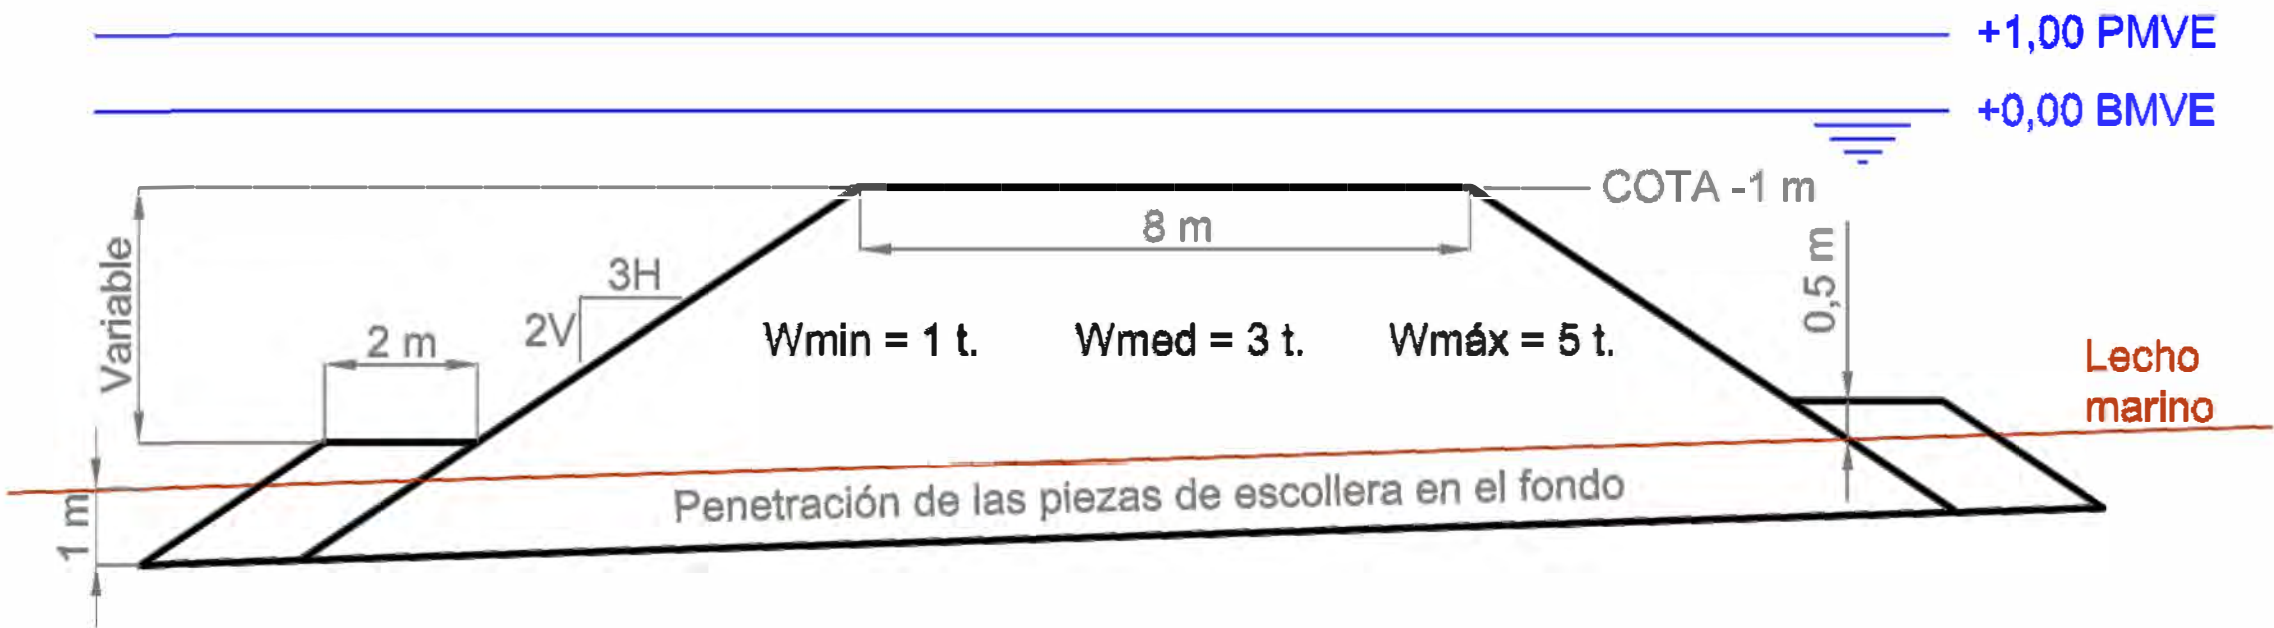 +1,00 PMVE
+0,00 BMVE
COTA -1 m
8 m
Variable
3H
2V
2 m
0,5 m
Wmin = 1 t.
Wmed = 3 t.
Wmáx = 5 t.
Lecho
marino
Penetración de las piezas de escollera en el fondo
1 m